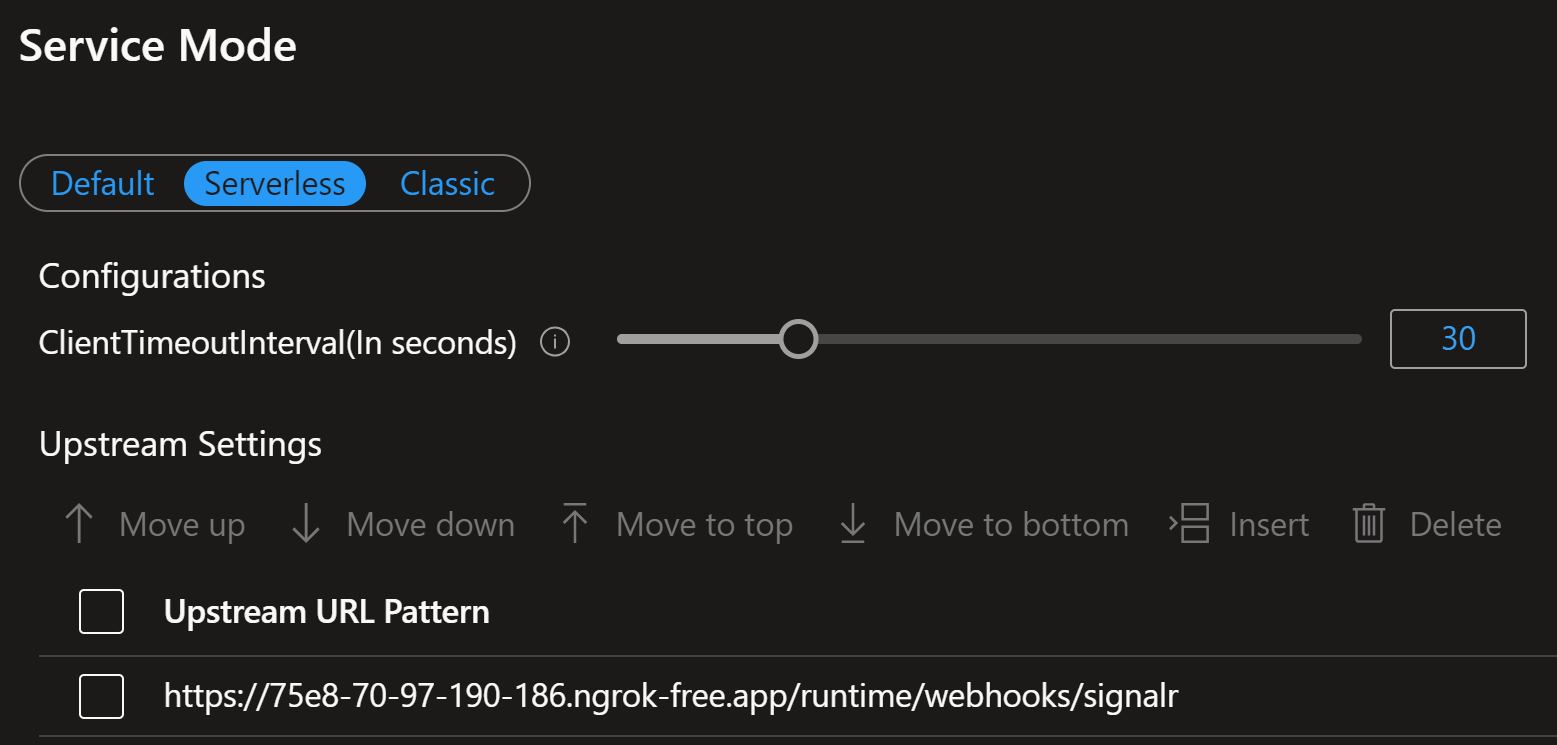 Service Mode
Default Serverless Classic
Configurations
ClientTimeoutInterval(In seconds) 30
Upstream Settings
Move up Move down Move to top Move to bottom Insert Delete
Upstream URL Pattern
https://75e8-70-97-190-186.ngrok-free.app/runtime/webhooks/signalr